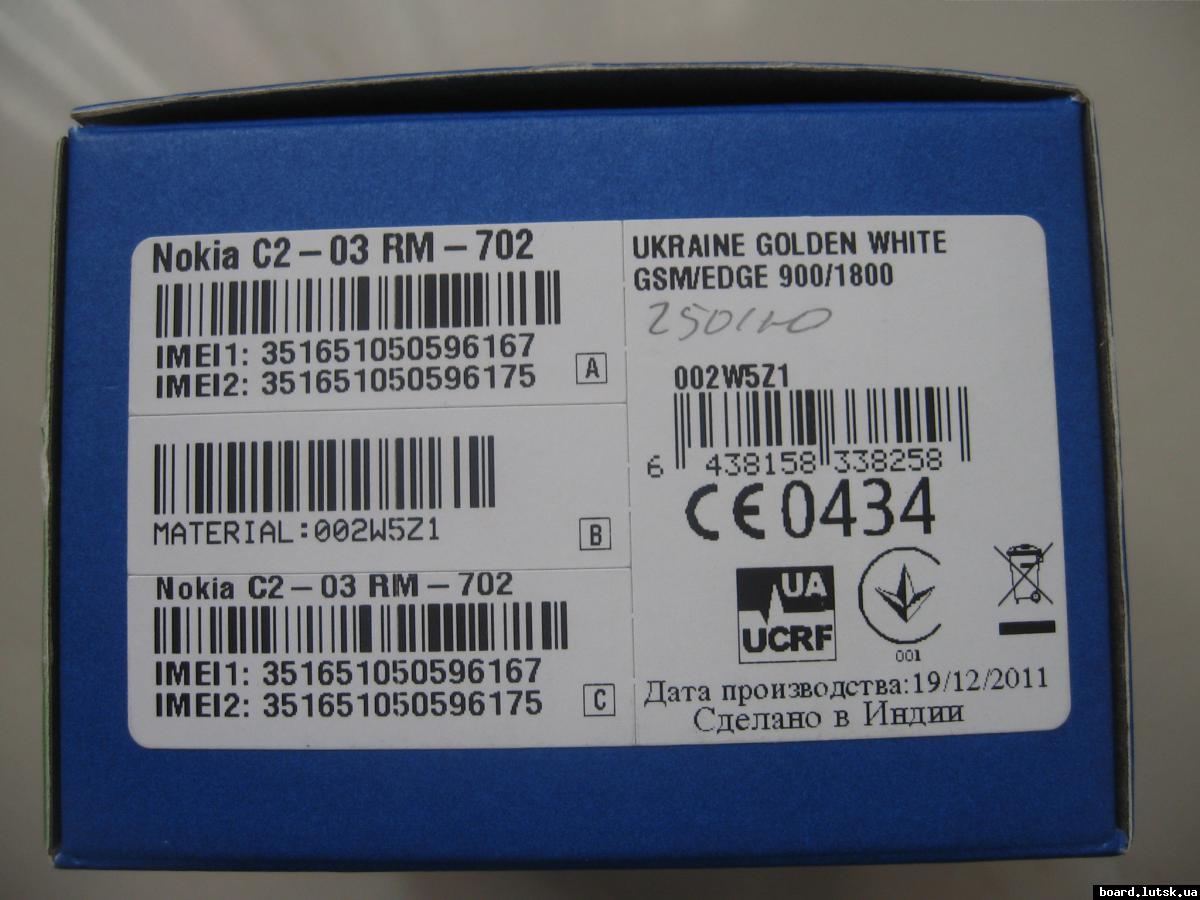 Nokia C2-03 RM-702
IMEI1: 351651050596167
IMEI2: 351651050596175
A
MATERIAL:002W5Z1
B
Nokia C2-03 RM-702
IMEI1: 351651050596167
IMEI2: 351651050596175
C
UKRAINE GOLDEN WHITE
GSM/EDGE 900/1800
002W5Z1
6 438158 338258
CE 0434
UA
UCRF
001
Дата производства:19/12/2011
Сделано в Индии
board.lutsk.ua